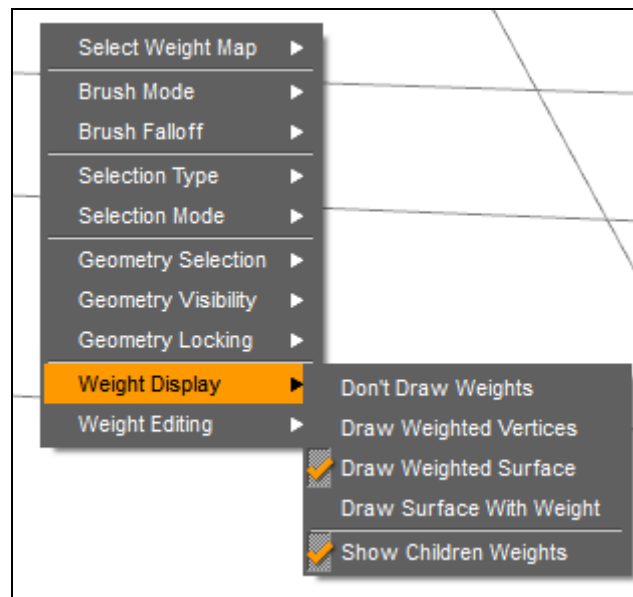 Select Weight Map
Brush Mode
Brush Falloff
Selection Type
Selection Mode
Geometry Selection
Geometry Visibility
Geometry Locking
Weight Display
Weight Editing
Don't Draw Weights
Draw Weighted Vertices
Draw Weighted Surface
Draw Surface With Weight
Show Children Weights